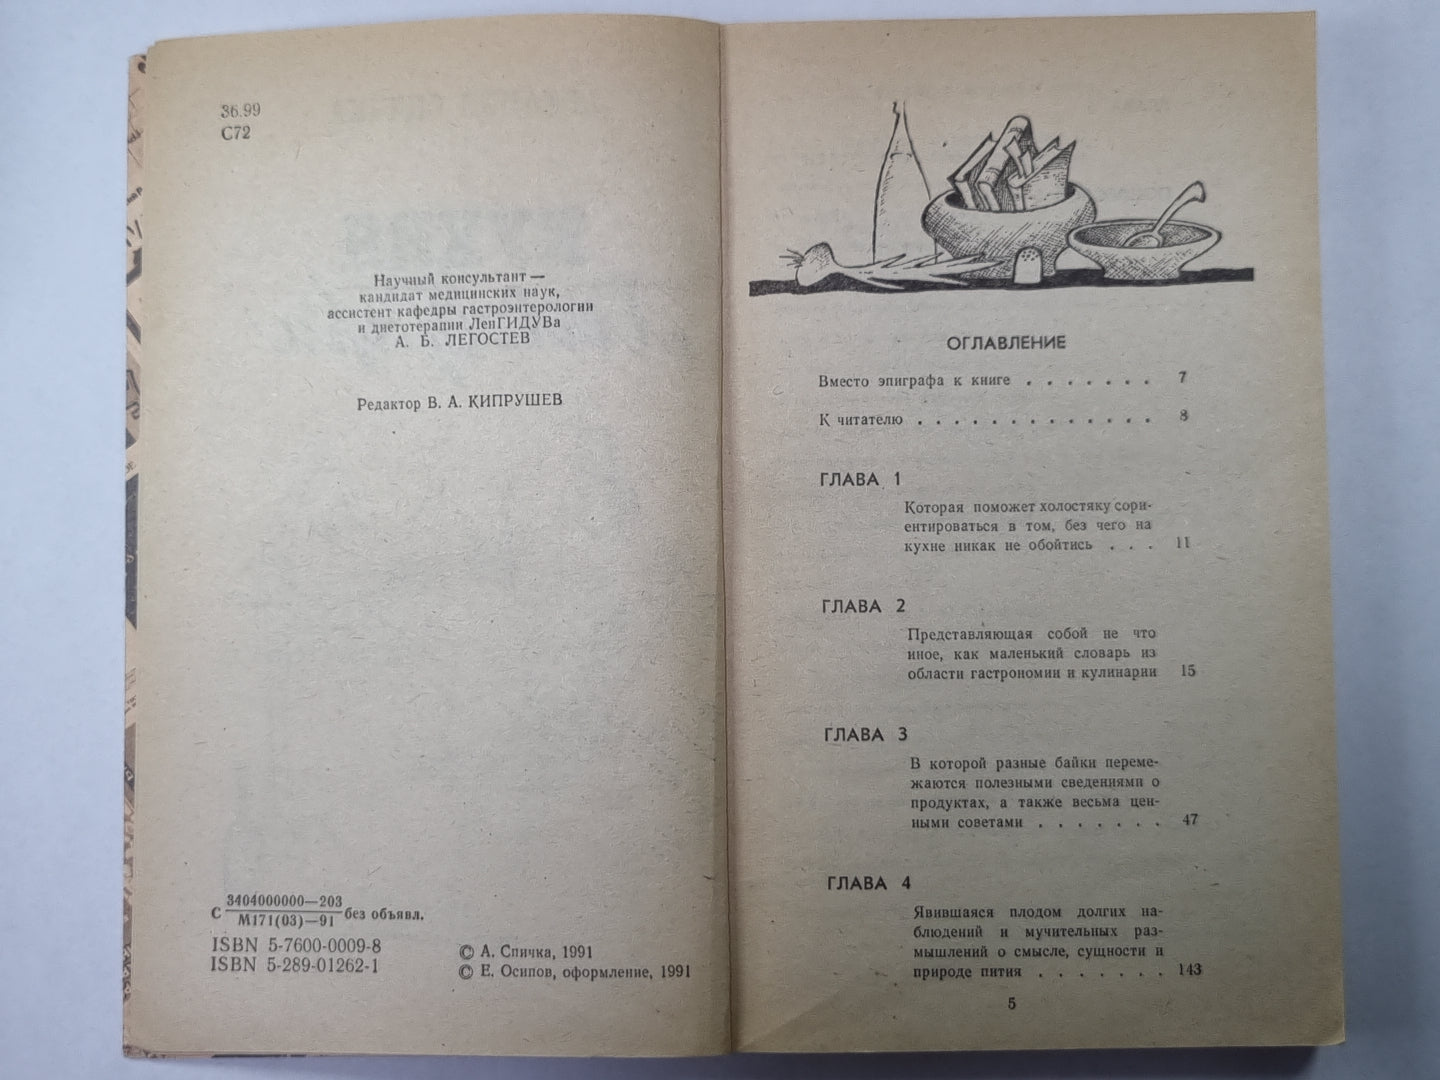 36.99
С72
Научный консультант —
кандидат медицинских наук,
ассистент кафедры гастроэнтерологии
и диетотерапии ЛенГИДУВа
А. Б. ЛЕГОСТЕВ
Редактор В. А. КИПРУШЕВ
С 3404000000—203
М171(03)—91 без объявл.
ISBN 5-7600-0009-8
ISBN 5-289-01262-1
© А. Спичка, 1991
© Е. Осипов, оформление, 1991
ОГЛАВЛЕНИЕ
Вместо эпиграфа к книге . . . . . . . 7
К читателю . . . . . . . . . . . . . 8
ГЛАВА 1
Которая поможет холостяку сори-
ентироваться в том, без чего на
кухне никак не обойтись . . . 11
ГЛАВА 2
Представляющая собой не что
иное, как маленький словарь из
области гастрономии и кулинарии 15
ГЛАВА 3
В которой разные байки переме-
жаются полезными сведениями о
продуктах, а также весьма цен-
ными советами . . . . . . . 47
ГЛАВА 4
Явившаяся плодом долгих на-
блюдений и мучительных раз-
мышлений о смысле, сущности и
природе пития . . . . . . . 143
5